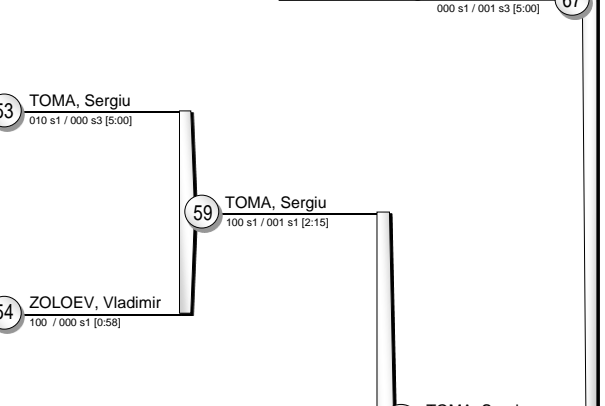 000 s1 / 001 s3 [5:00]
67
53
TOMA, Sergiu
010 s1 / 000 s3 [5:00]
59
TOMA, Sergiu
100 s1 / 001 s1 [2:15]
54
ZOLOEV, Vladimir
100 / 000 s1 [0:58]